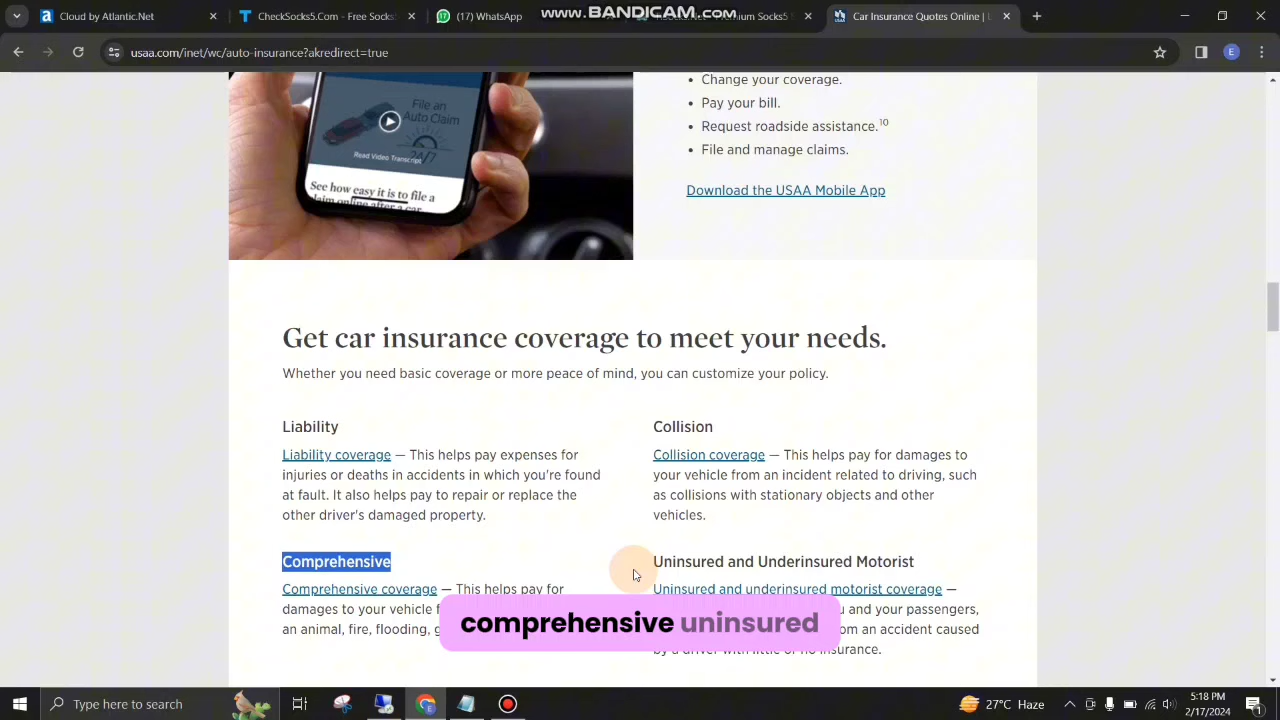 Cloud by Atlantic.Net
CheckSocks5.Com - Free Socks
(17) WhatsApp
WWW.BANDICAM.COM
Socks5
Car Insurance Quotes Online | U
usaa.com/inet/wc/auto-insurance?akredirect=true
E
• Change your coverage.
• Pay your bill.
• Request roadside assistance.10
• File and manage claims.
Download the USAA Mobile App
File an
Auto Claim
24/7
Read Video Transcript
See how easy it is to file a
claim online after a car
Get car insurance coverage to meet your needs.
Whether you need basic coverage or more peace of mind, you can customize your policy.
Liability
Liability coverage — This helps pay expenses for
injuries or deaths in accidents in which you're found
at fault. It also helps pay to repair or replace the
other driver's damaged property.
Collision
Collision coverage — This helps pay for damages to
your vehicle from an incident related to driving, such
as collisions with stationary objects and other
vehicles.
Comprehensive
Comprehensive coverage — This helps pay for
damages to your vehicle
an animal, fire, flooding,
Uninsured and Underinsured Motorist
Uninsured and underinsured motorist coverage —
and your passengers,
from an accident caused
by a driver with little or no insurance.
comprehensive uninsured
Type here to search
27°C Haze
5:18 PM
2/17/2024